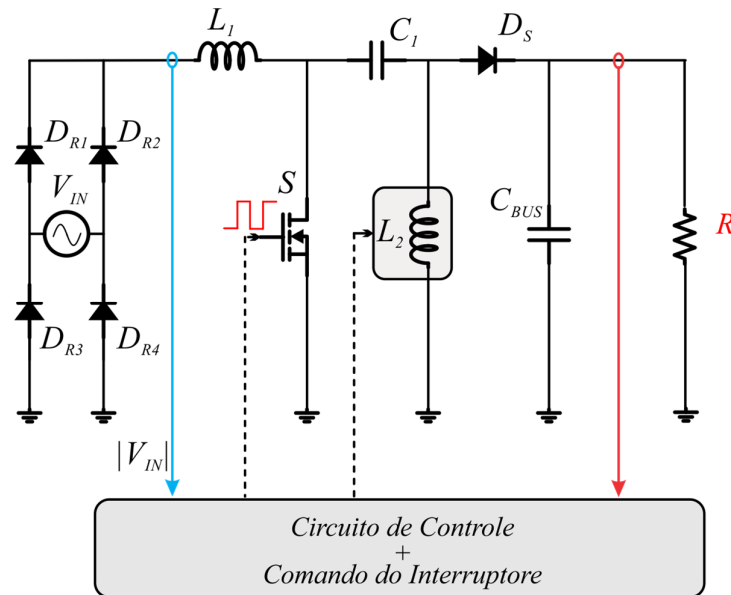 L1
C1
DS
DR1
DR2
VIN
S
L2
CBUS
R
DR3
DR4
|VIN|
Circuito de Controle
+
Comando do Interruptore